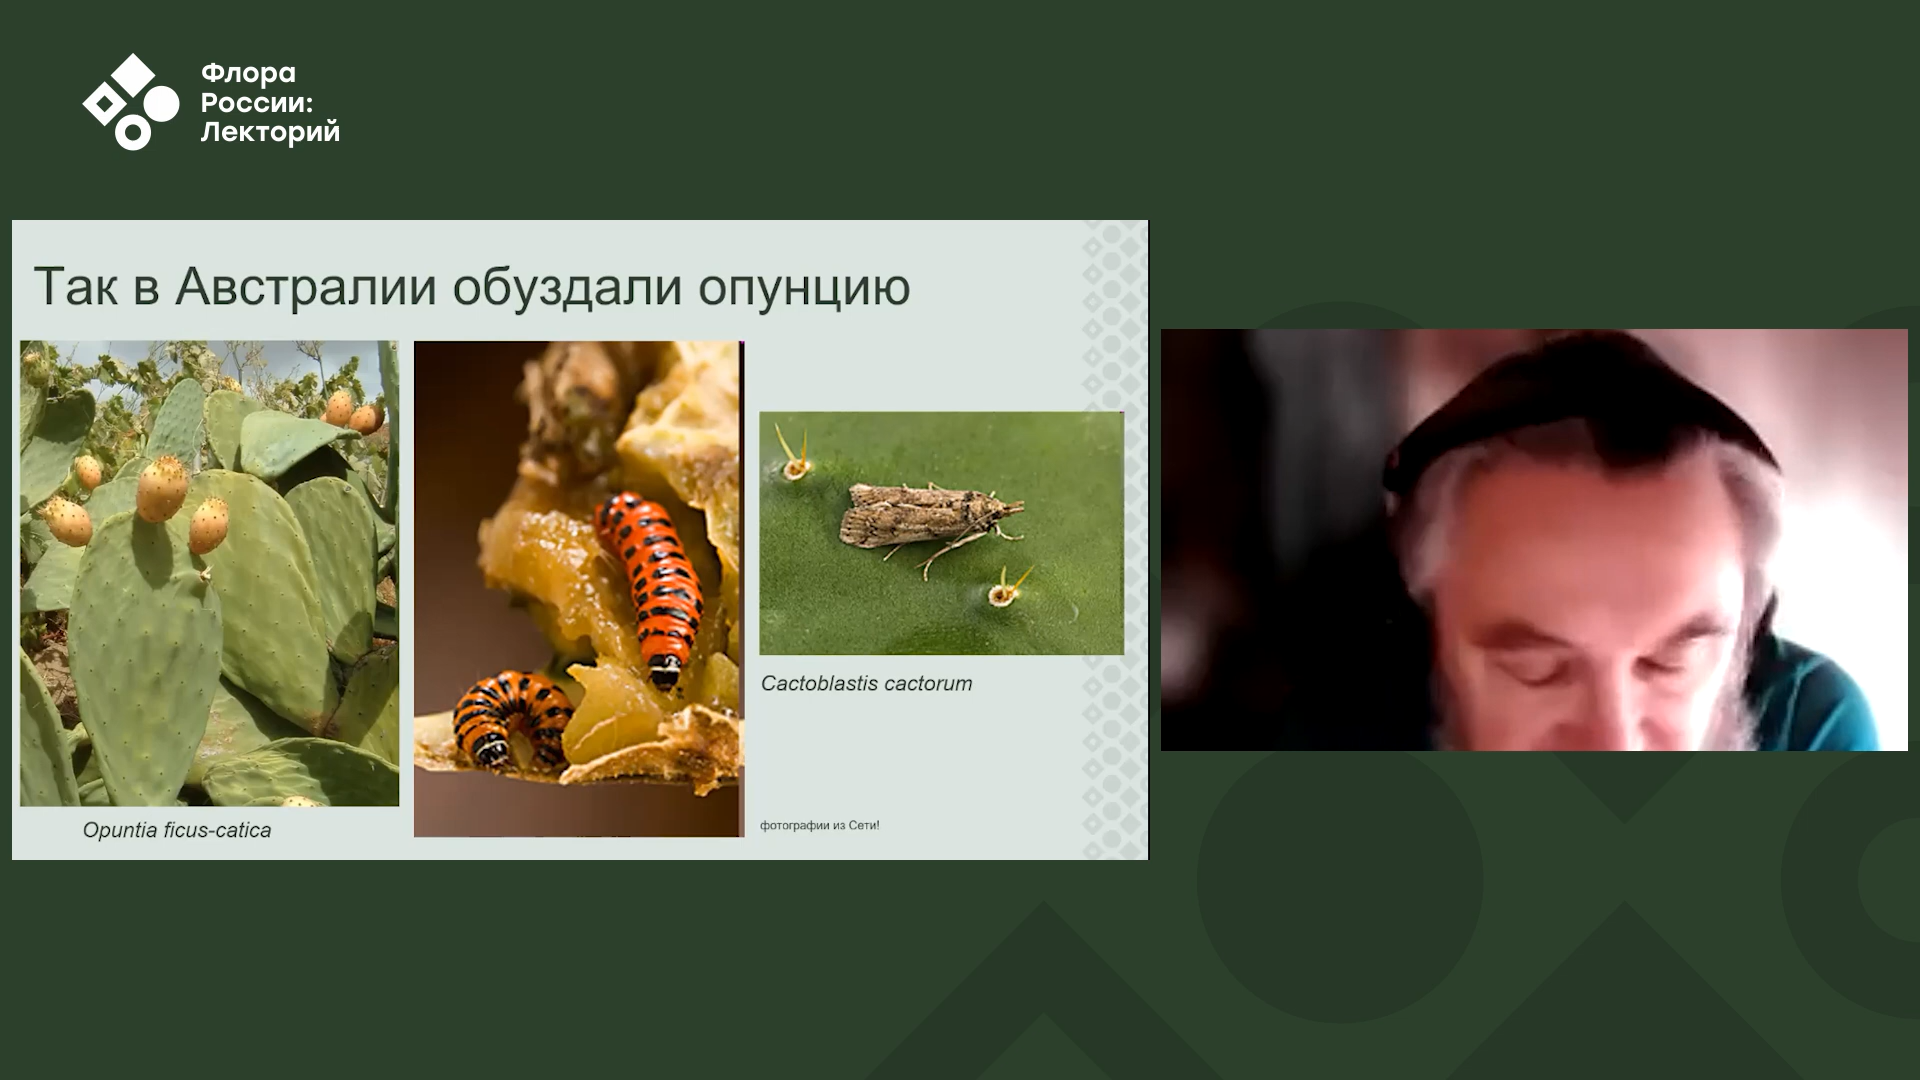 Флора
России:
Лекторий
Так в Австралии обуздали опунцию
Cactoblastis cactorum
фотографии из Сети!
Opuntia ficus-catica